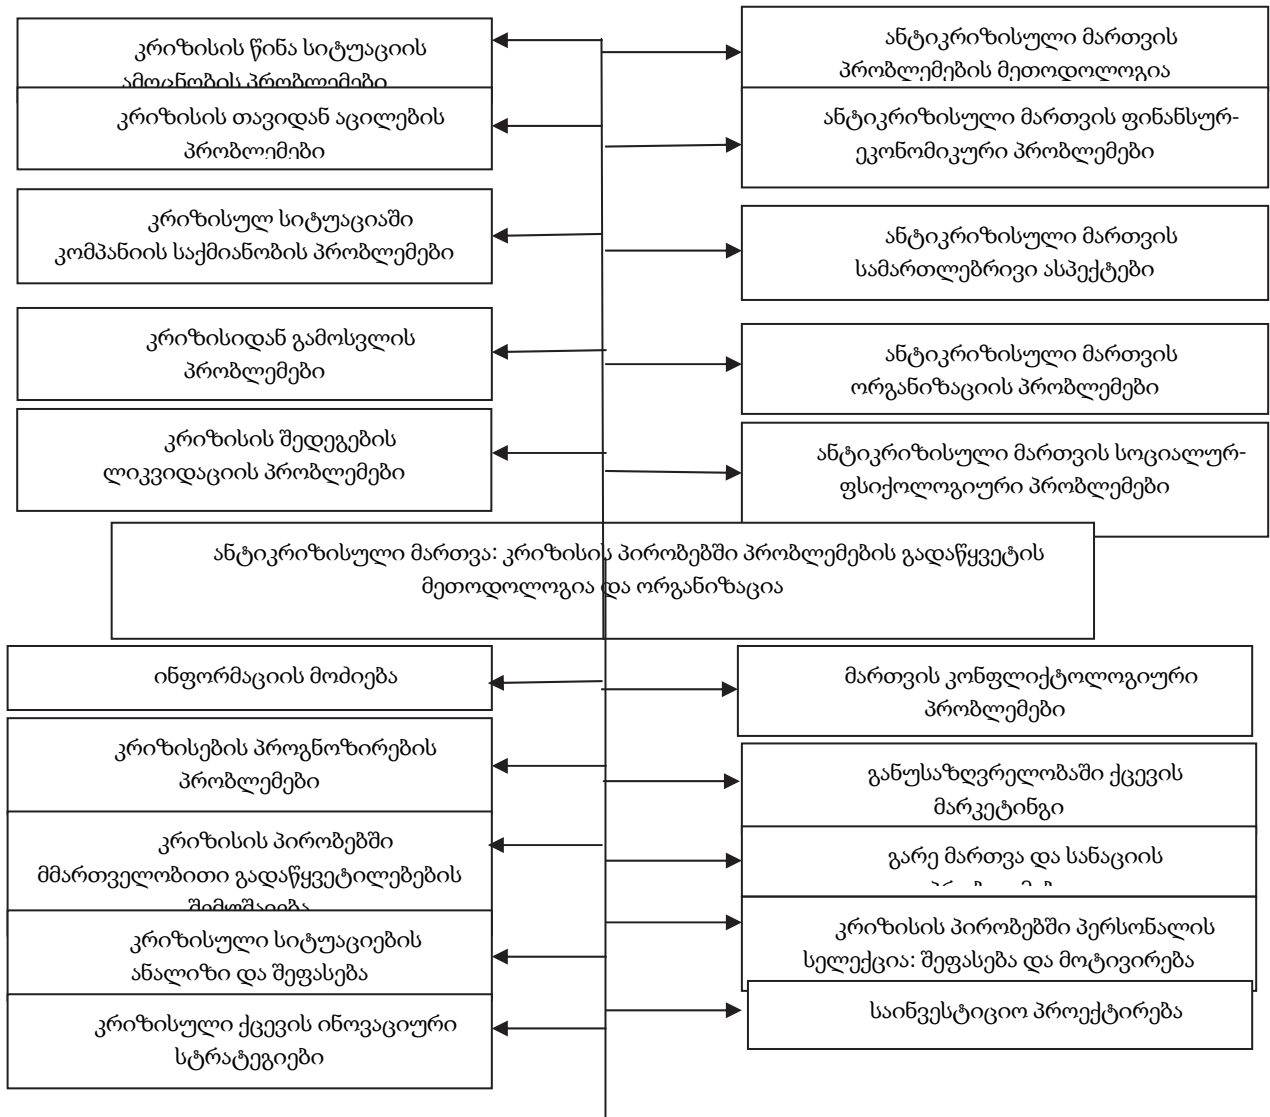 კრიზისის წინა სიტუაციის
ამოცნობის პრობლემები
კრიზისის თავიდან აცილების
პრობლემები
კრიზისულ სიტუაციაში
კომპანიის საქმიანობის პრობლემები
კრიზისიდან გამოსვლის
პრობლემები
კრიზისის შედეგების
ლიკვიდაციის პრობლემები
ანტიკრიზისული მართვის
პრობლემების მეთოდოლოგია
ანტიკრიზისული მართვის ფინანსურ-
ეკონომიკური პრობლემები
ანტიკრიზისული მართვის
სამართლებრივი ასპექტები
ანტიკრიზისული მართვის
ორგანიზაციის პრობლემები
ანტიკრიზისული მართვის სოციალურ-
ფსიქოლოგიური პრობლემები
ანტიკრიზისული მართვა: კრიზისის პირობებში პრობლემების გადაწყვეტის
მეთოდოლოგია და ორგანიზაცია
ინფორმაციის მოძიება
კრიზისების პროგნოზირების
პრობლემები
კრიზისის პირობებში
მმართველობითი გადაწყვეტილებების
კრიზისული სიტუაციების
ანალიზი და შეფასება
კრიზისული ქცევის ინოვაციური
სტრატეგიები
მართვის კონფლიქტოლოგიური
პრობლემები
განუსაზღვრელობაში ქცევის
მარკეტინგი
გარე მართვა და სანაციის
კრიზისის პირობებში პერსონალის
სელექცია: შეფასება და მოტივირება
საინვესტიციო პროექტირება